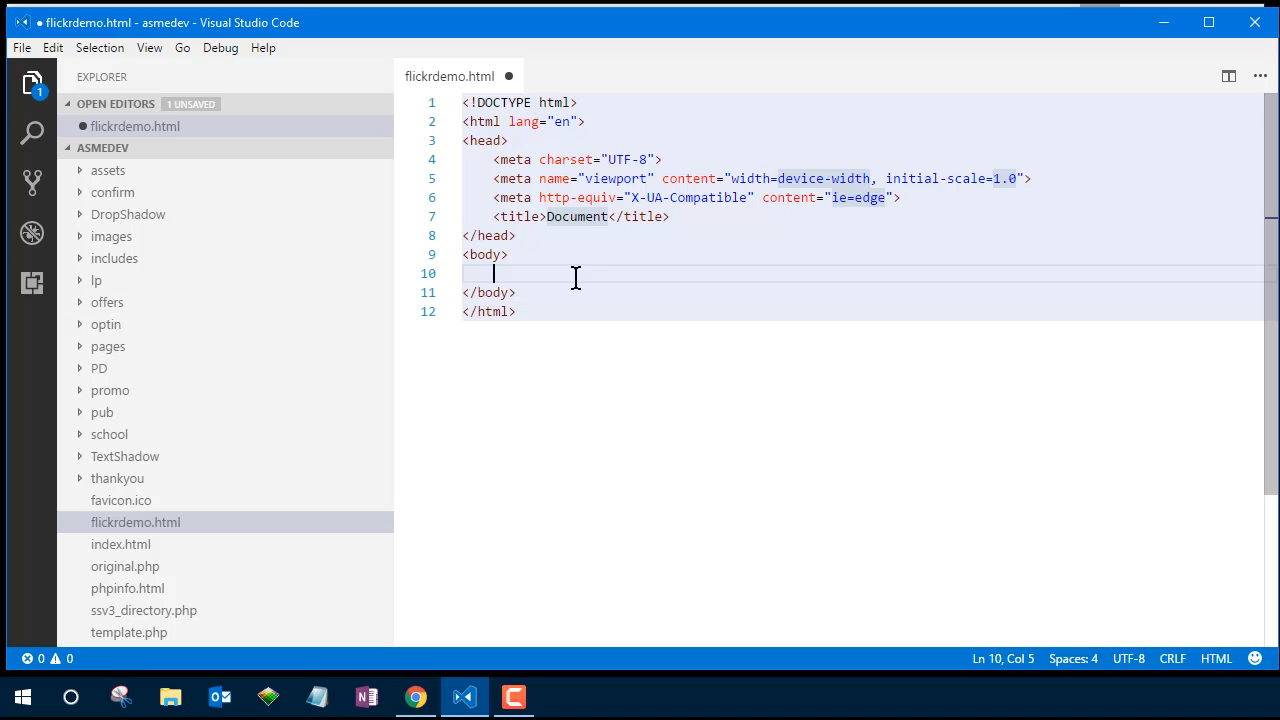 ● flickrdemo.html - asmedev - Visual Studio Code
File Edit Selection View Go Debug Help
EXPLORER
flickrdemo.html ●
OPEN EDITORS 1 UNSAVED
● flickrdemo.html
ASMEDEV
assets
confirm
DropShadow
images
includes
lp
offers
optin
pages
PD
promo
pub
school
TextShadow
thankyou
favicon.ico
flickrdemo.html
index.html
original.php
phpinfo.html
ssv3_directory.php
template.php
1 <!DOCTYPE html>
2 <html lang="en">
3 <head>
4 <meta charset="UTF-8">
5 <meta name="viewport" content="width=device-width, initial-scale=1.0">
6 <meta http-equiv="X-UA-Compatible" content="ie=edge">
7 <title>Document</title>
8 </head>
9 <body>
10
11 </body>
12 </html>
1
0 0 Ln 10, Col 5 Spaces: 4 UTF-8 CRLF HTML